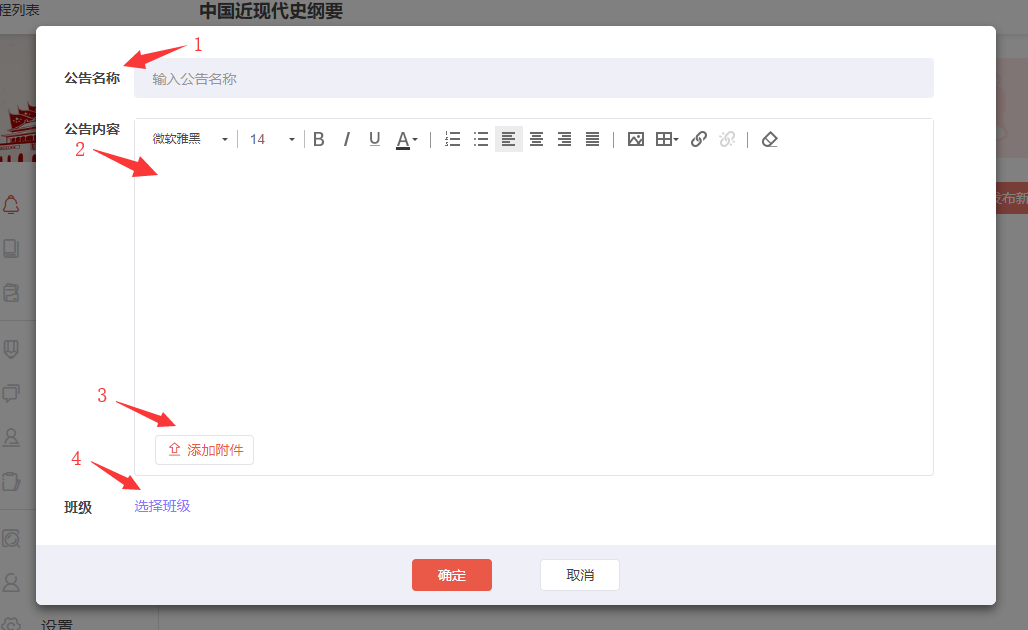 程列表
中国近现代史纲要
1
公告名称 输入公告名称
公告内容 微软雅黑 14 B I U A
2
3
添加附件
4
班级 选择班级
确定 取消
发布新
设置